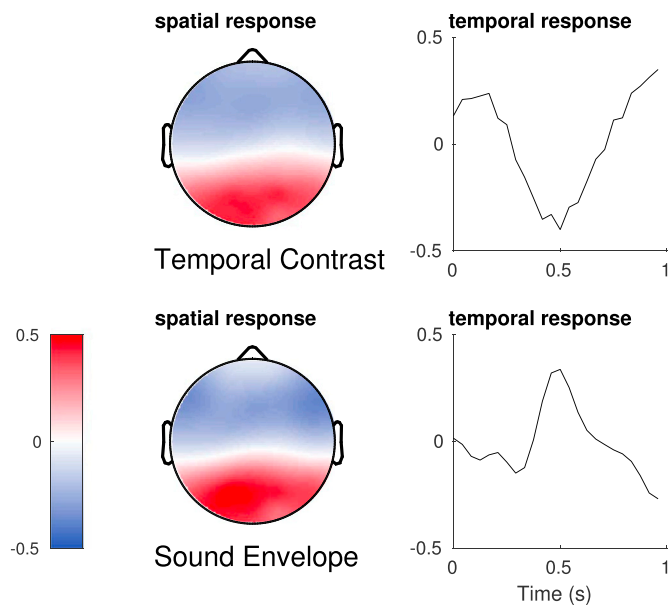 spatial response
temporal response
0.5
0
-0.5
0
0.5
1
Temporal Contrast
spatial response
temporal response
0.5
0
-0.5
0.5
0
-0.5
0
0.5
1
Sound Envelope
Time (s)